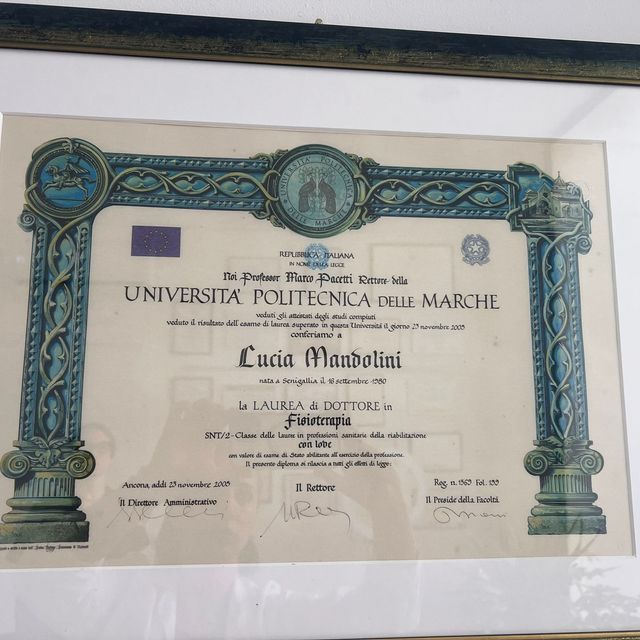 UNIVERSITÀ POLITECNICA DELLE MARCHE
REPUBBLICA ITALIANA
IN NOME DELLA LEGGE
Noi Professor Marco Pacetti Rettore della
UNIVERSITA' POLITECNICA DELLE MARCHE
veduti gli attestati degli studi compiuti
veduto il risultato dell'esame di laurea superato in questa Università il giorno 23 novembre 2005
conferiamo a
Lucia Mandolini
nata a Senigallia il 16 settembre 1980
la LAUREA di DOTTORE in
Fisioterapia
SNT/2-Classe delle Lauree in professioni sanitarie della riabilitazione
con lode
con valore di esame di Stato abilitante all'esercizio della professione.
Il presente diploma si rilascia a tutti gli effetti di legge.
Ancona, addì 23 novembre 2005
Reg. n. 1569 Fol. 133
Il Direttore Amministrativo
Il Rettore
Il Preside della Facoltà